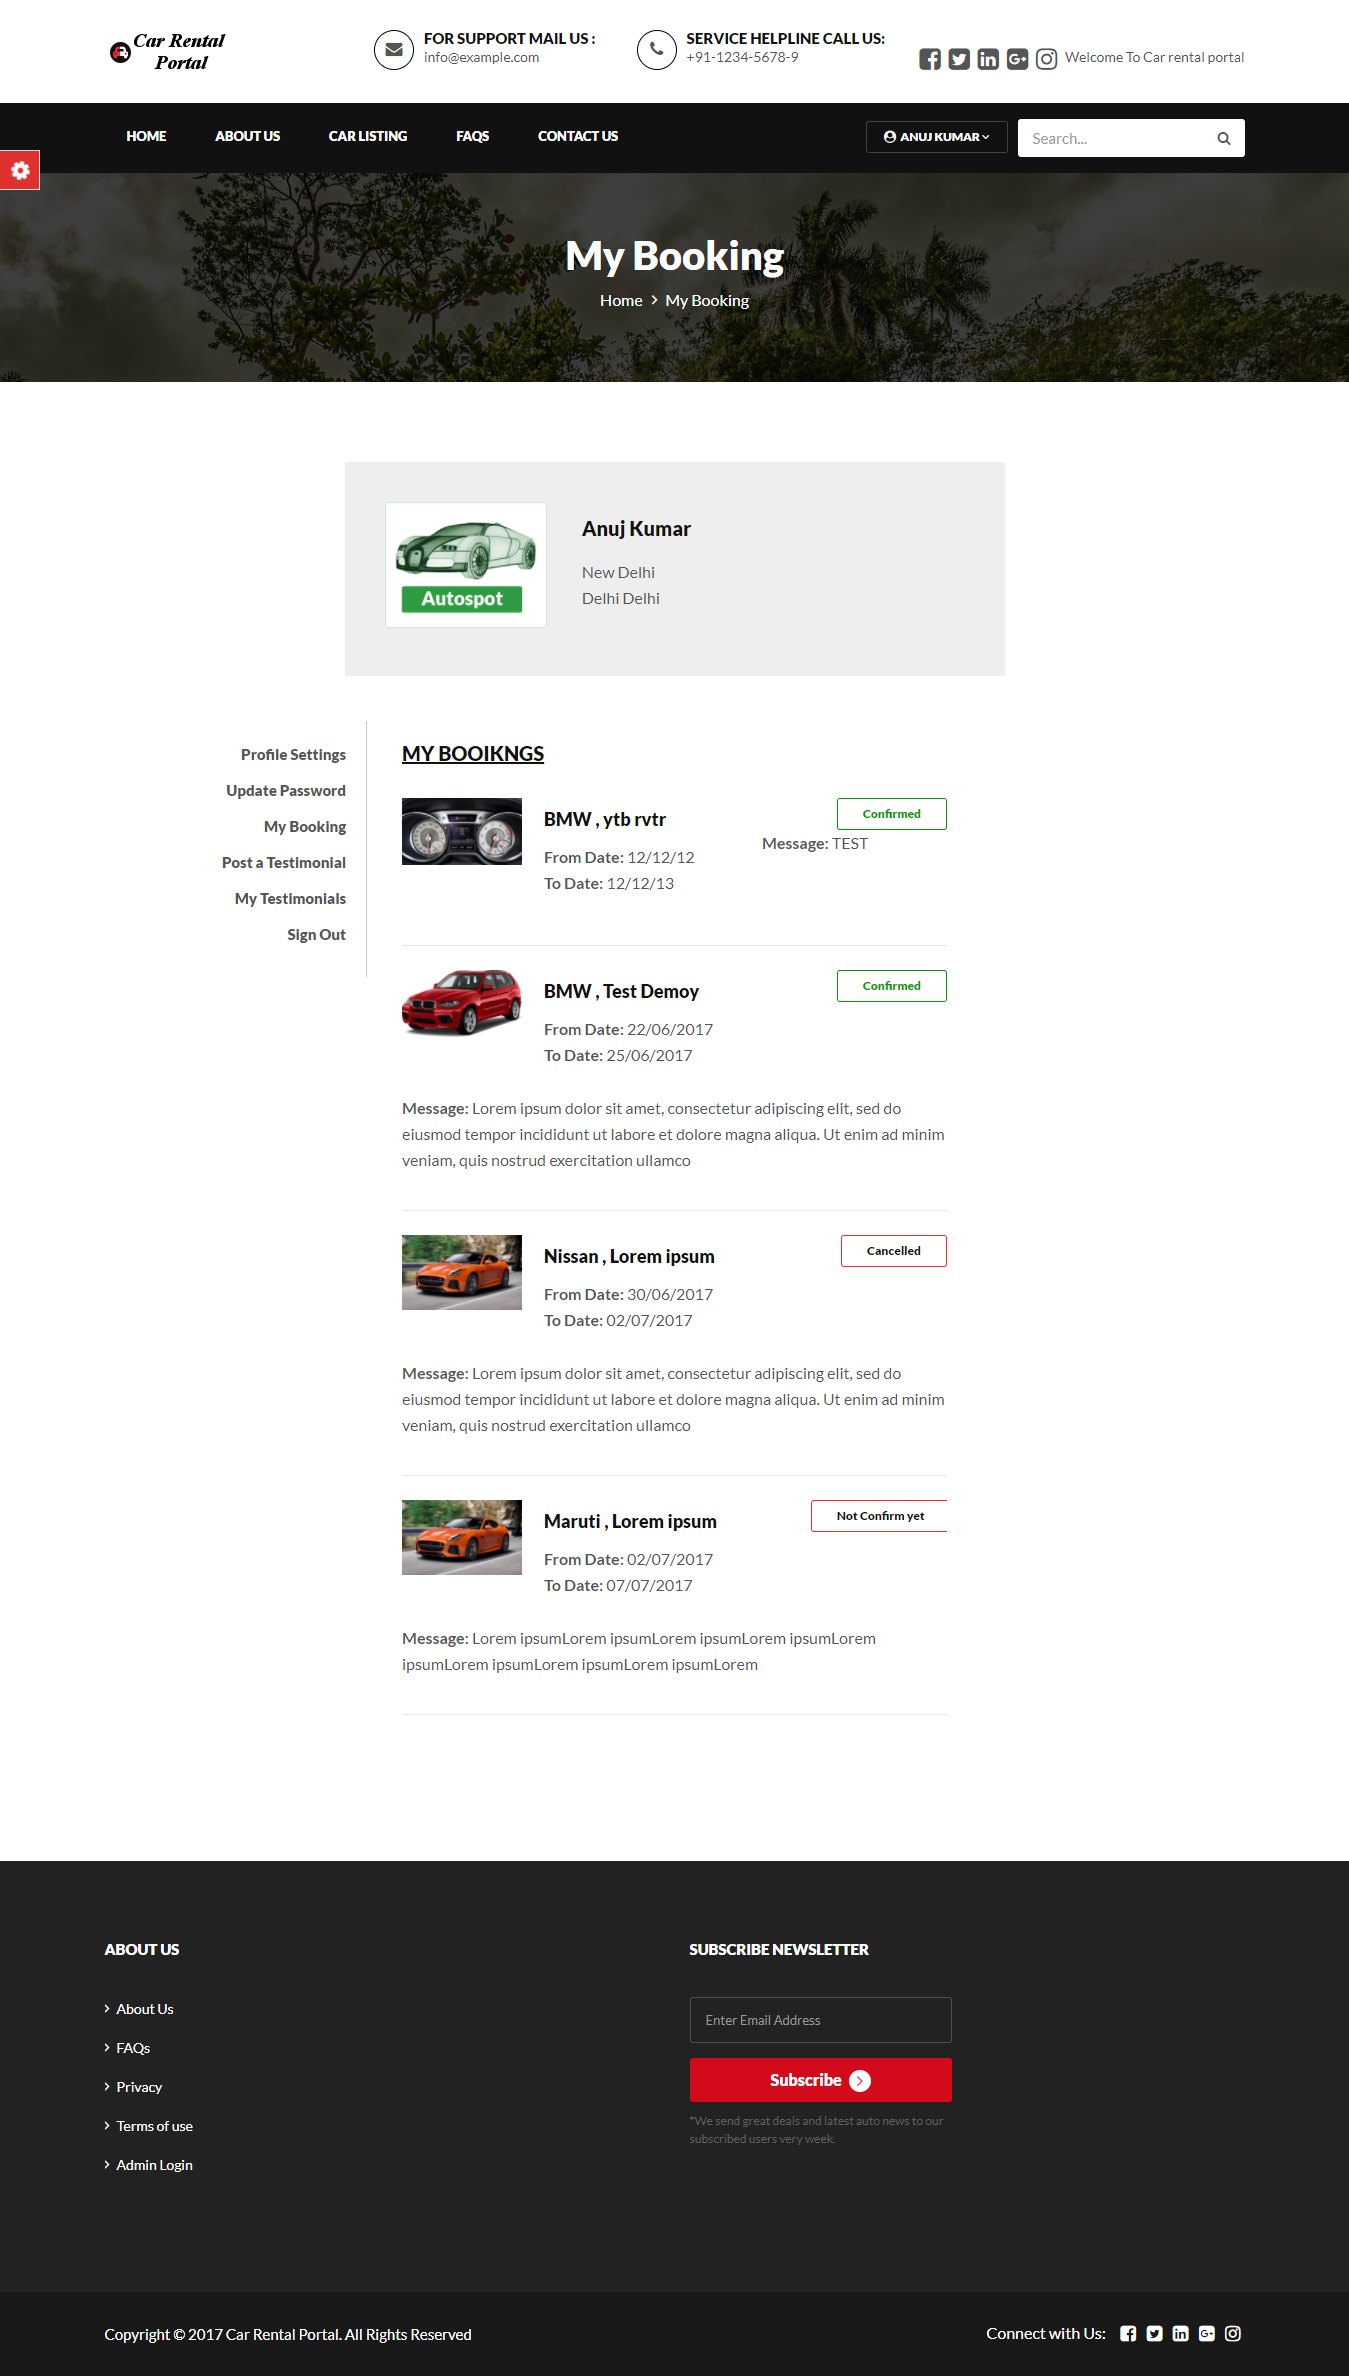 Car Rental
Portal
FOR SUPPORT MAIL US :
info@example.com
SERVICE HELPLINE CALL US:
+91-1234-5678-9
Welcome To Car rental portal
HOME ABOUT US CAR LISTING FAQS CONTACT US
ANUJ KUMAR
Search...
My Booking
Home > My Booking
Autospot
Anuj Kumar
New Delhi
Delhi Delhi
Profile Settings
Update Password
My Booking
Post a Testimonial
My Testimonials
Sign Out
MY BOOIKNGS
BMW , ytb rvtr
From Date: 12/12/12
To Date: 12/12/13
Confirmed
Message: TEST
BMW , Test Demoy
From Date: 22/06/2017
To Date: 25/06/2017
Confirmed
Message: Lorem ipsum dolor sit amet, consectetur adipiscing elit, sed do
eiusmod tempor incididunt ut labore et dolore magna aliqua. Ut enim ad minim
veniam, quis nostrud exercitation ullamco
Nissan , Lorem ipsum
From Date: 30/06/2017
To Date: 02/07/2017
Cancelled
Message: Lorem ipsum dolor sit amet, consectetur adipiscing elit, sed do
eiusmod tempor incididunt ut labore et dolore magna aliqua. Ut enim ad minim
veniam, quis nostrud exercitation ullamco
Maruti , Lorem ipsum
From Date: 02/07/2017
To Date: 07/07/2017
Not Confirm yet
Message: Lorem ipsumLorem ipsumLorem ipsumLorem ipsumLorem
ipsumLorem ipsumLorem ipsumLorem ipsumLorem
ABOUT US
About Us
FAQs
Privacy
Terms of use
Admin Login
SUBSCRIBE NEWSLETTER
Enter Email Address
Subscribe
*We send great deals and latest auto news to our
subscribed users very week.
Copyright © 2017 Car Rental Portal. All Rights Reserved
Connect with Us: